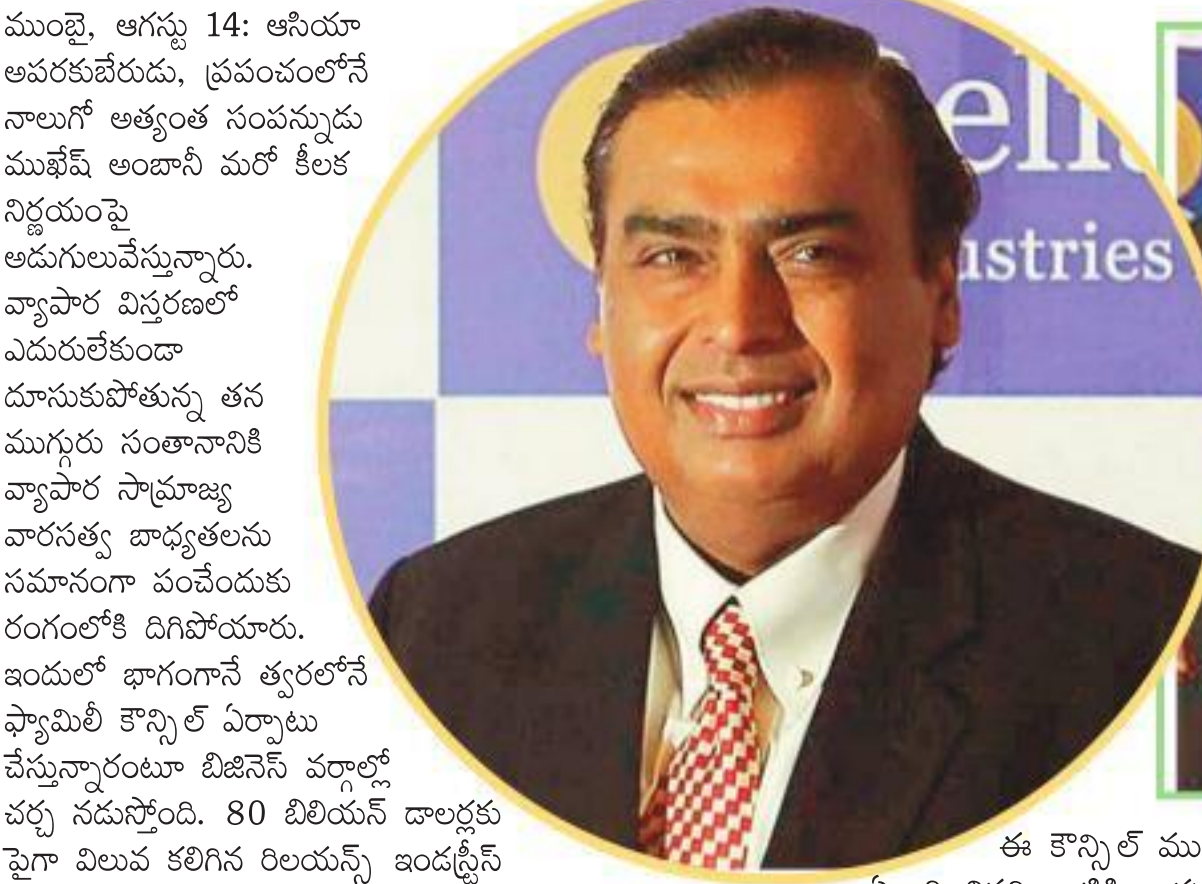 ముంబై, ఆగస్టు 14: ఆసియా
అపరకుబేరుడు, ప్రపంచంలోనే
నాలుగో అత్యంత సంపన్నుడు
ముఖేష్ అంబానీ మరో కీలక
నిర్ణయంపై
అడుగులువేస్తున్నారు.
వ్యాపార విస్తరణలో
ఎదురులేకుండా
దూసుకుపోతున్న తన
ముగ్గురు సంతానానికి
వ్యాపార సామ్రాజ్య
వారసత్వ బాధ్యతలను
సమానంగా పంచేందుకు
రంగంలోకి దిగిపోయారు.
ఇందులో భాగంగానే త్వరలోనే
ఫ్యామిలీ కౌన్సిల్ ఏర్పాటు
చేస్తున్నారంటూ బిజినెస్ వర్గాల్లో
చర్చ నడుస్తోంది. 80 బిలియన్ డాలర్లకు
పైగా విలువ కలిగిన రిలయన్స్ ఇండస్ట్రీస్
eli
ustries
ఈ కౌన్సిల్ ము